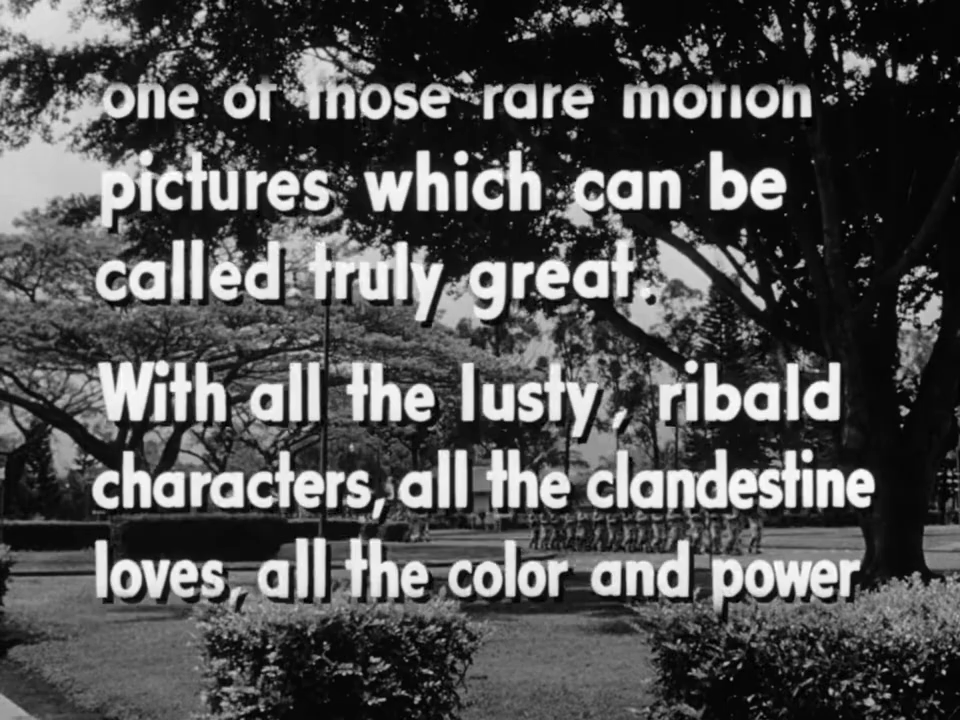 one of those rare motion
pictures which can be
called truly great.
With all the lusty, ribald
characters, all the clandestine
loves, all the color and power